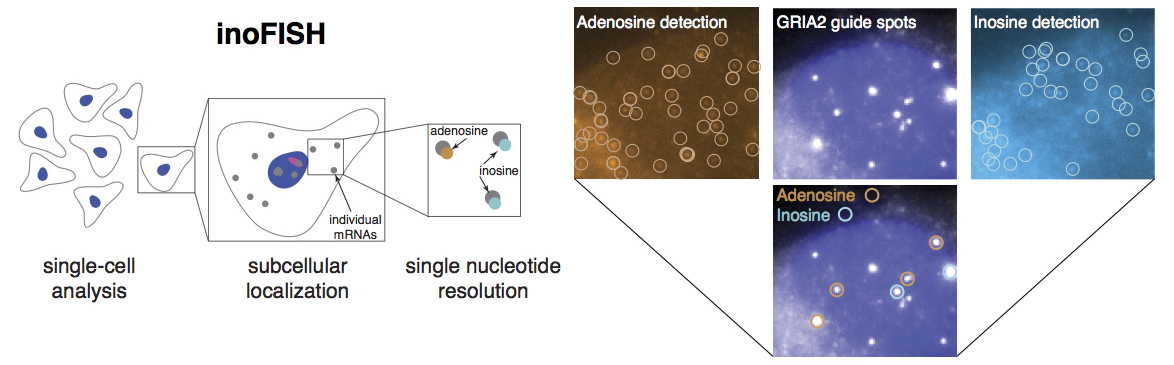 inoFISH
adenosine
inosine
individual
mRNAs
single-cell
analysis
subcellular
localization
single nucleotide
resolution
Adenosine detection
GRIA2 guide spots
Inosine detection
Adenosine
Inosine